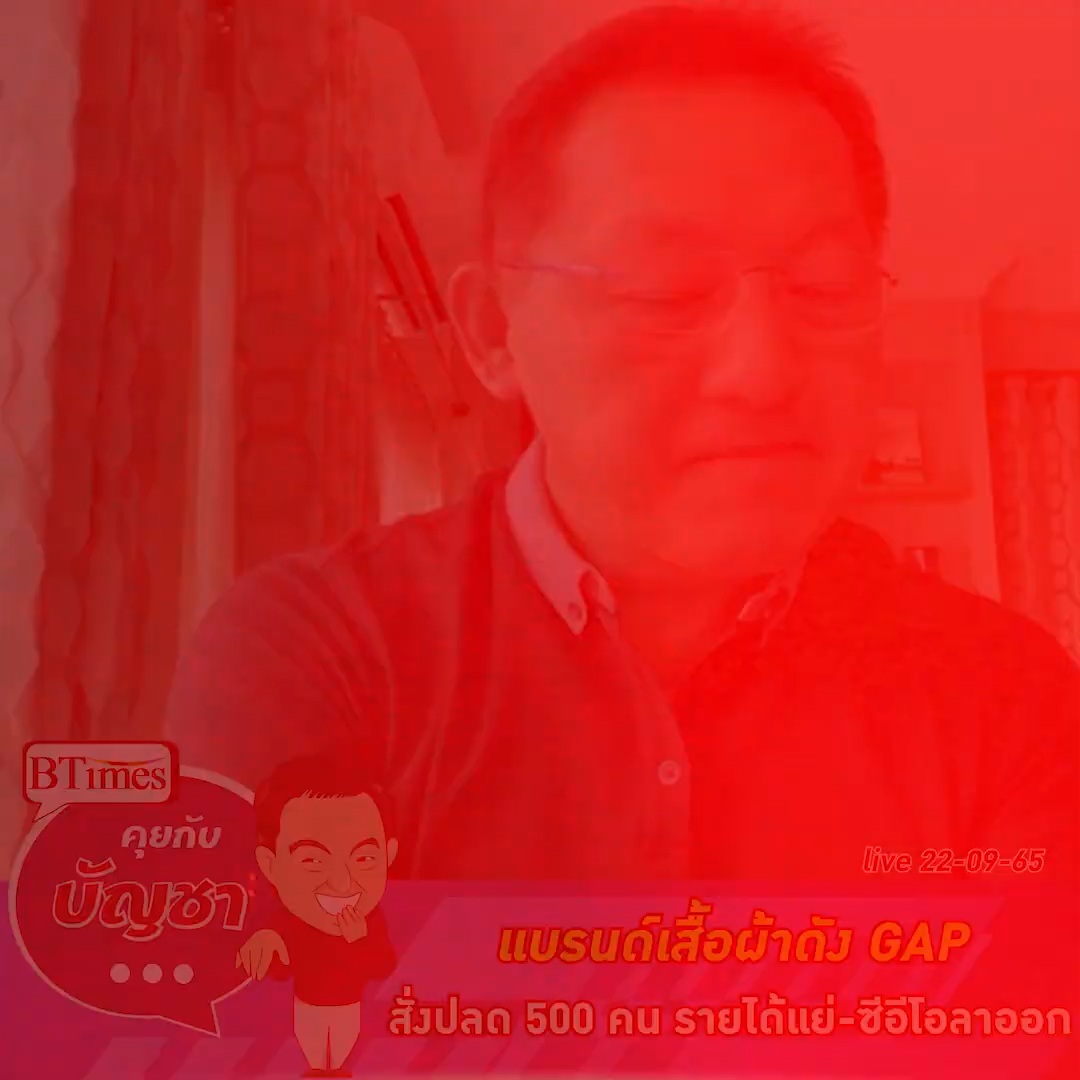 BTimes
คุยกับ
บัญชา
live 22-09-65
แบรนด์เสื้อผ้าดัง GAP
สั่งปลด 500 คน รายได้แย่-ซีอีโอลาออก